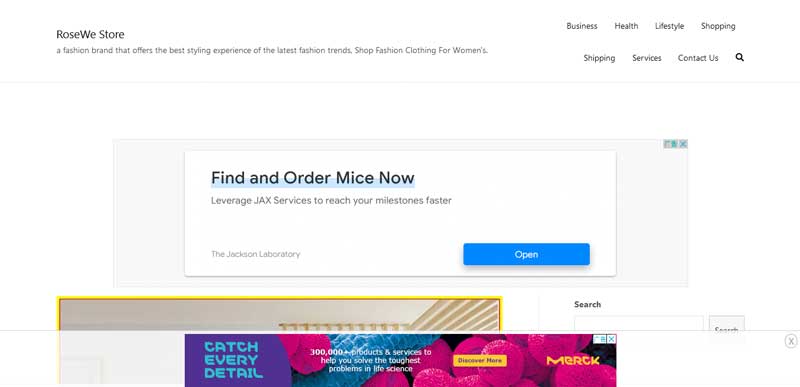 RoseWe Store
a fashion brand that offers the best styling experience of the latest fashion trends, Shop Fashion Clothing For Women's.
Business Health Lifestyle Shopping
Shipping Services Contact Us
Find and Order Mice Now
Leverage JAX Services to reach your milestones faster
The Jackson Laboratory
Open
Search
Search
CATCH
EVERY
DETAIL
300,000+ products & services to
help you solve the toughest
problems in life science
Discover More
MERCK
X